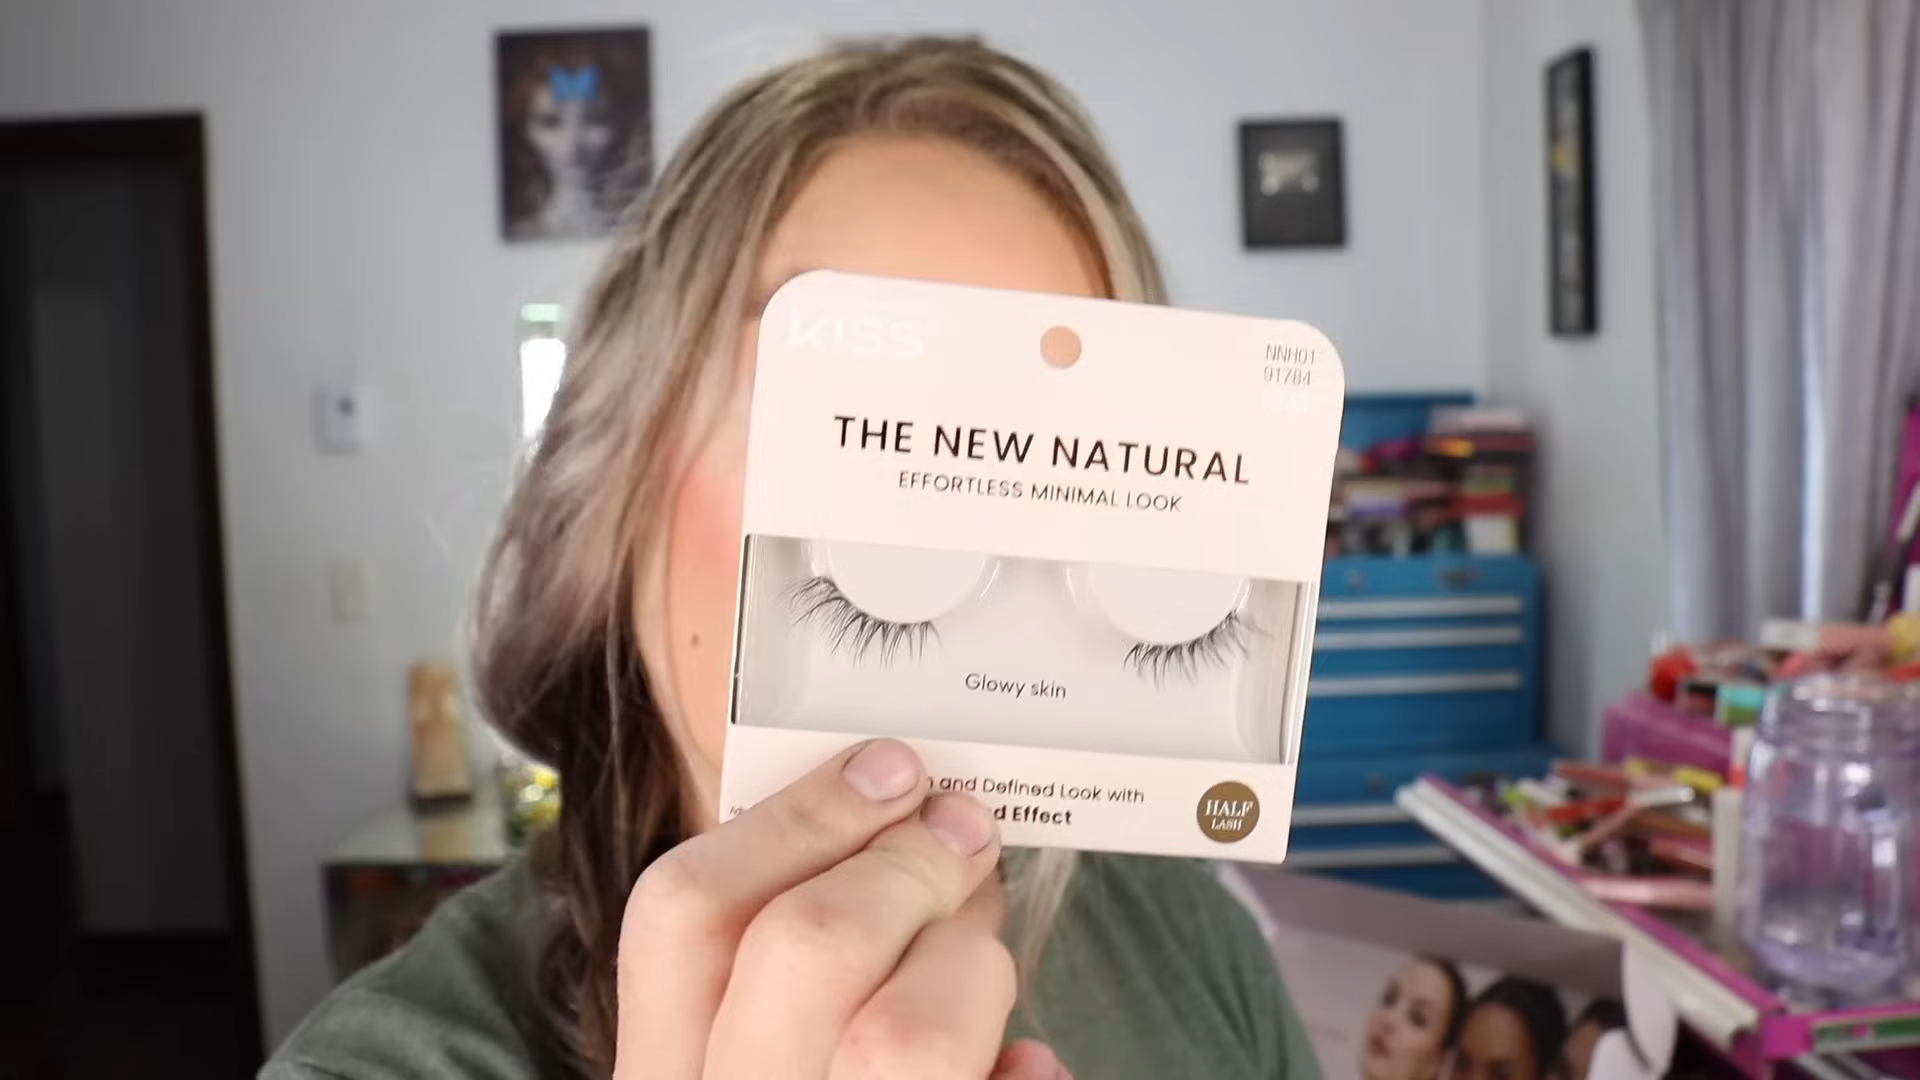 KISS
NNH01
91784
THE NEW NATURAL
EFFORTLESS MINIMAL LOOK
Glowy skin
and Defined Look with
Effect
HALF
LASH